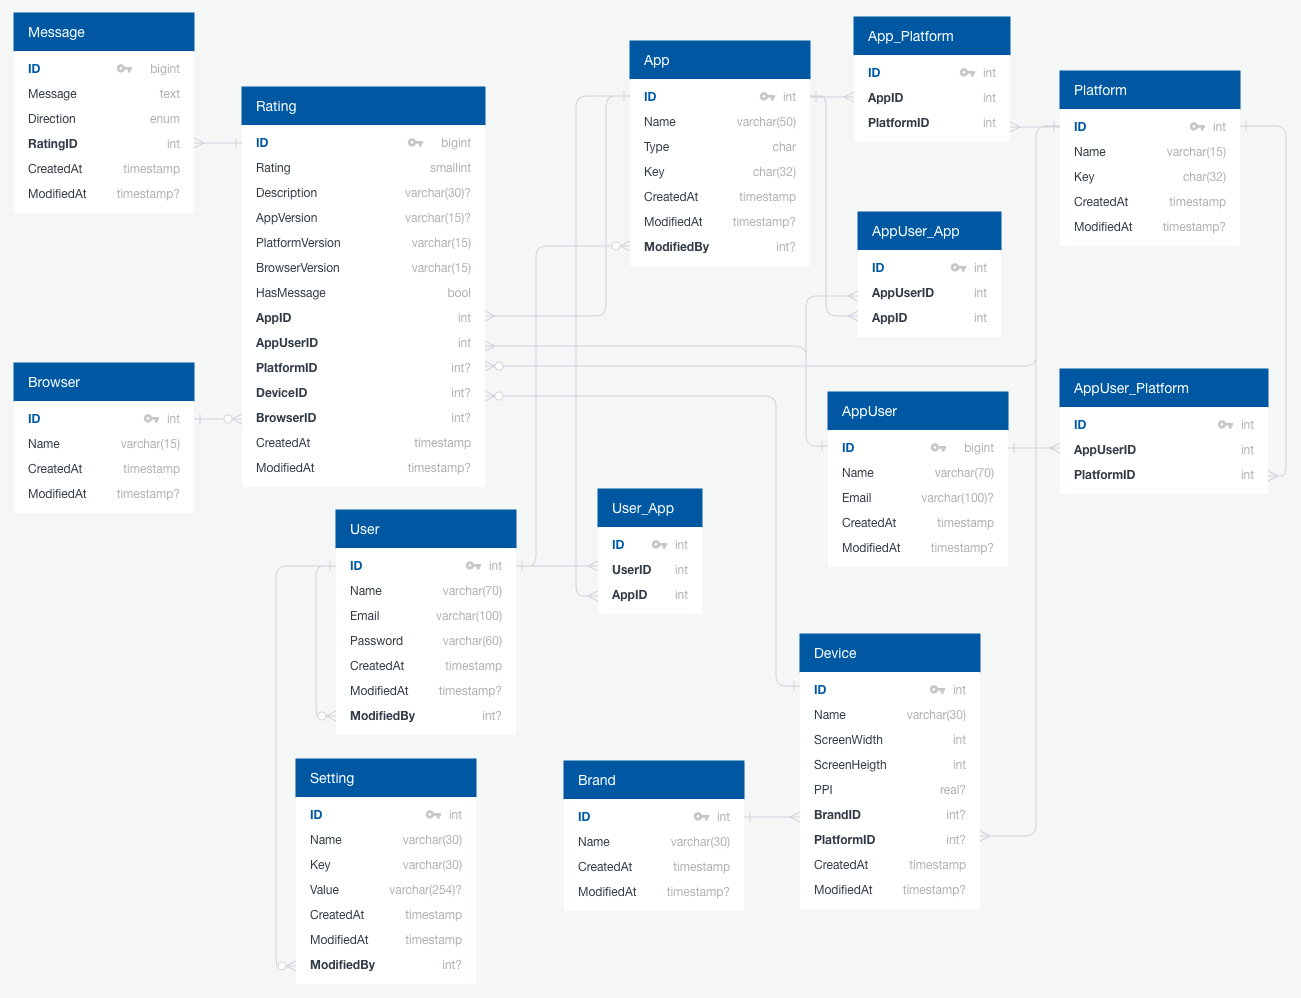 Message
ID bigint
Message text
Direction enum
RatingID int
CreatedAt timestamp
ModifiedAt timestamp?
Rating
ID bigint
Rating smallint
Description varchar(30)?
AppVersion varchar(15)?
PlatformVersion varchar(15)
BrowserVersion varchar(15)
HasMessage bool
AppID int
AppUserID int
PlatformID int?
DeviceID int?
BrowserID int?
CreatedAt timestamp
ModifiedAt timestamp?
App
ID int
Name varchar(50)
Type char
Key char(32)
CreatedAt timestamp
ModifiedAt timestamp?
ModifiedBy int?
App_Platform
ID int
AppID int
PlatformID int
Platform
ID int
Name varchar(15)
Key char(32)
CreatedAt timestamp
ModifiedAt timestamp?
AppUser_App
ID int
AppUserID int
AppID int
Browser
ID int
Name varchar(15)
CreatedAt timestamp
ModifiedAt timestamp?
AppUser
ID bigint
Name varchar(70)
Email varchar(100)?
CreatedAt timestamp
ModifiedAt timestamp?
AppUser_Platform
ID int
AppUserID int
PlatformID int
User
ID int
Name varchar(70)
Email varchar(100)
Password varchar(60)
CreatedAt timestamp
ModifiedAt timestamp?
ModifiedBy int?
User_App
ID int
UserID int
AppID int
Device
ID int
Name varchar(30)
ScreenWidth int
ScreenHeigth int
PPI real?
BrandID int?
PlatformID int?
CreatedAt timestamp
ModifiedAt timestamp?
Setting
ID int
Name varchar(30)
Key varchar(30)
Value varchar(254)?
CreatedAt timestamp
ModifiedAt timestamp
ModifiedBy int?
Brand
ID int
Name varchar(30)
CreatedAt timestamp
ModifiedAt timestamp?